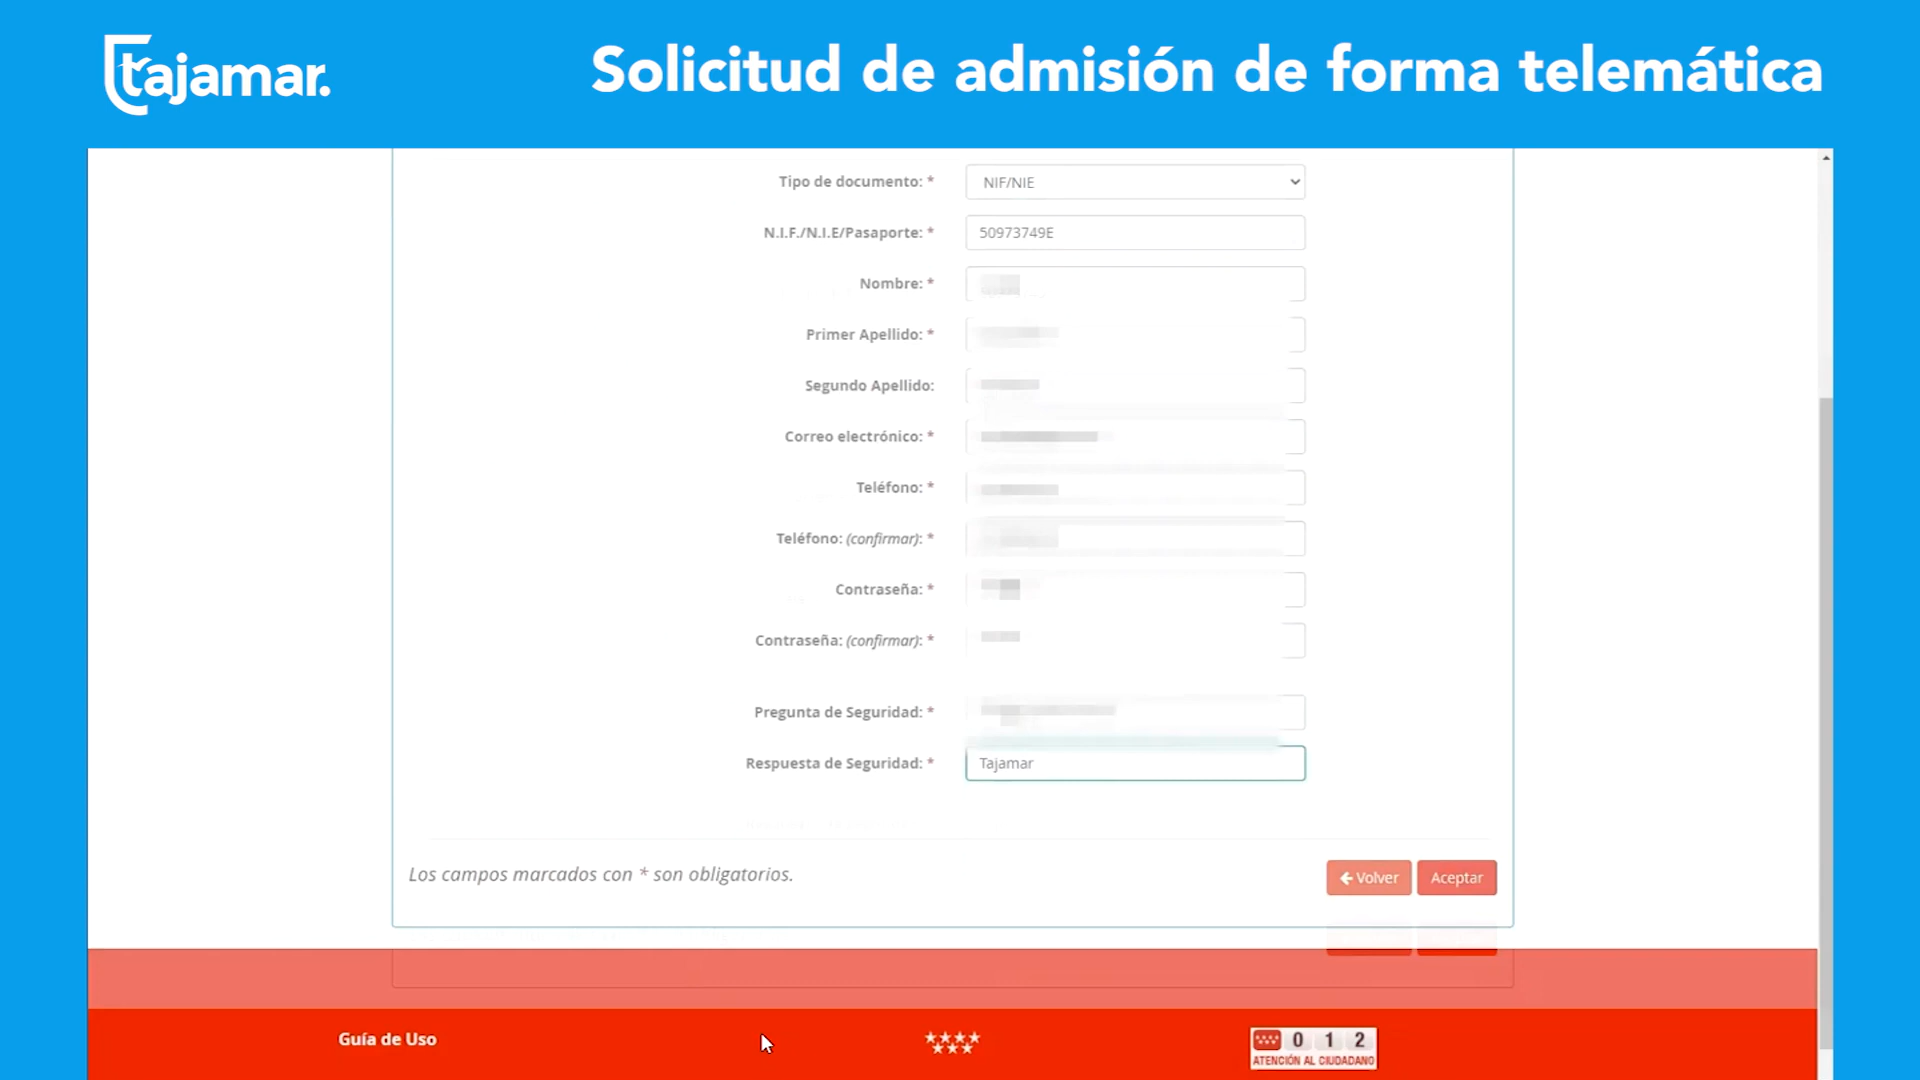 tajamar.
Solicitud de admisión de forma telemática
Tipo de documento: * NIF/NIE
N.I.F./N.I.E/Pasaporte: * 50973749E
Nombre: *
Primer Apellido: *
Segundo Apellido:
Correo electrónico: *
Teléfono: *
Teléfono: (confirmar): *
Contraseña: *
Contraseña: (confirmar): *
Pregunta de Seguridad: *
Respuesta de Seguridad: * Tajamar
Los campos marcados con * son obligatorios.
Volver Aceptar
Guía de Uso
0 1 2
ATENCIÓN AL CIUDADANO